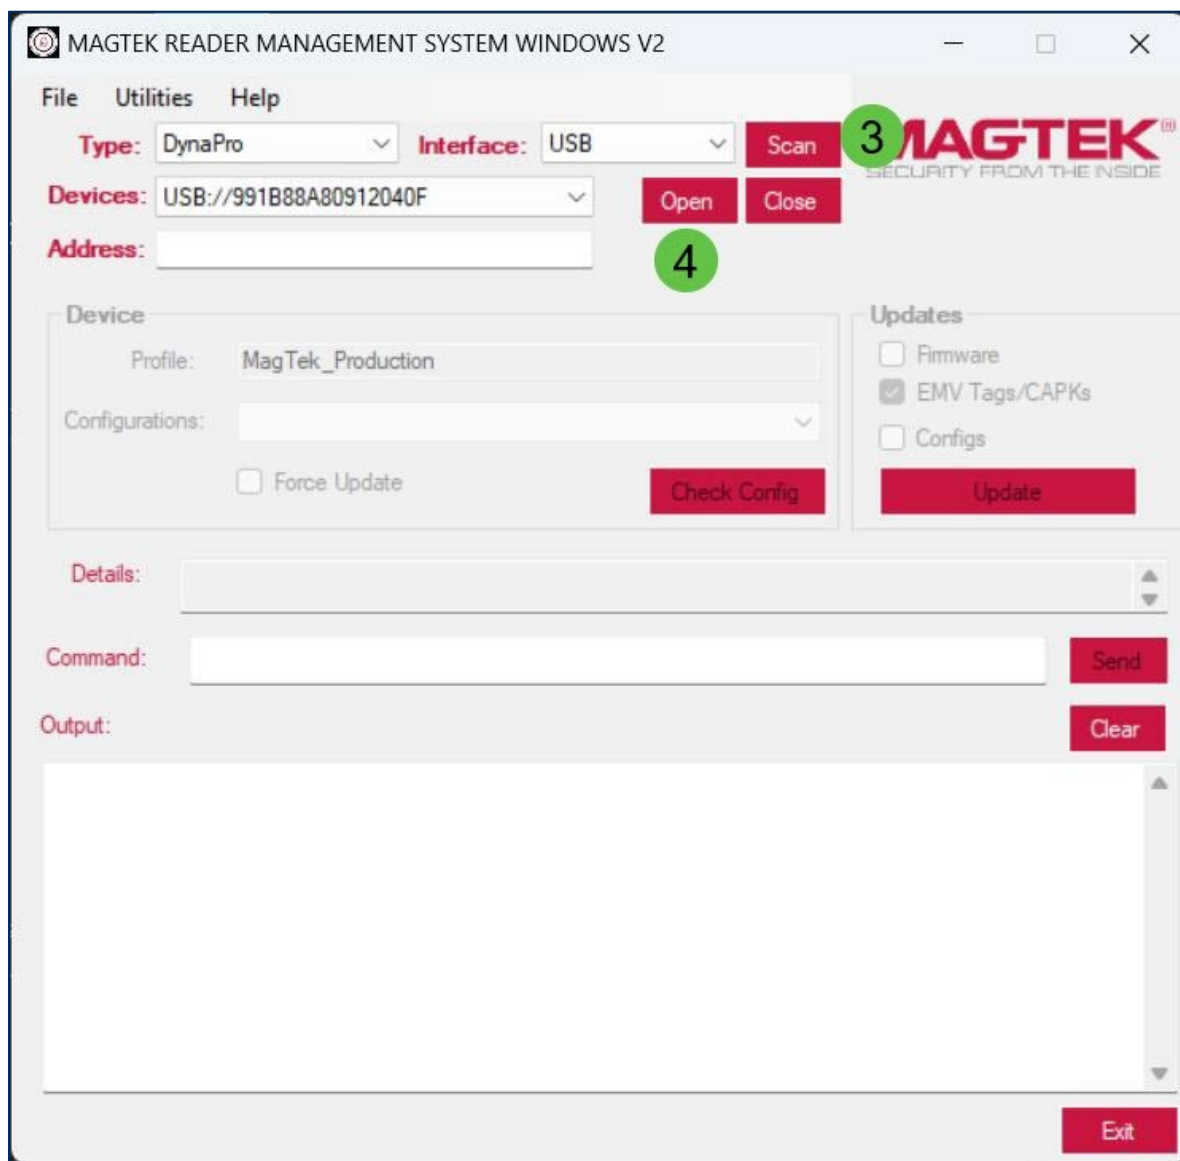 MAGTEK READER MANAGEMENT SYSTEM WINDOWS V2
File Utilities Help
Type: DynaPro Interface: USB Scan 3 MAGTEK®
SECURITY FROM THE INSIDE
Devices: USB://991B88A80912040F Open Close
Address: 4
Device Updates
Profile: MagTek_Production Firmware
EMV Tags/CAPKs
Configurations: Configs
Force Update Check Config Update
Details:
Command: Send
Output: Clear
Exit